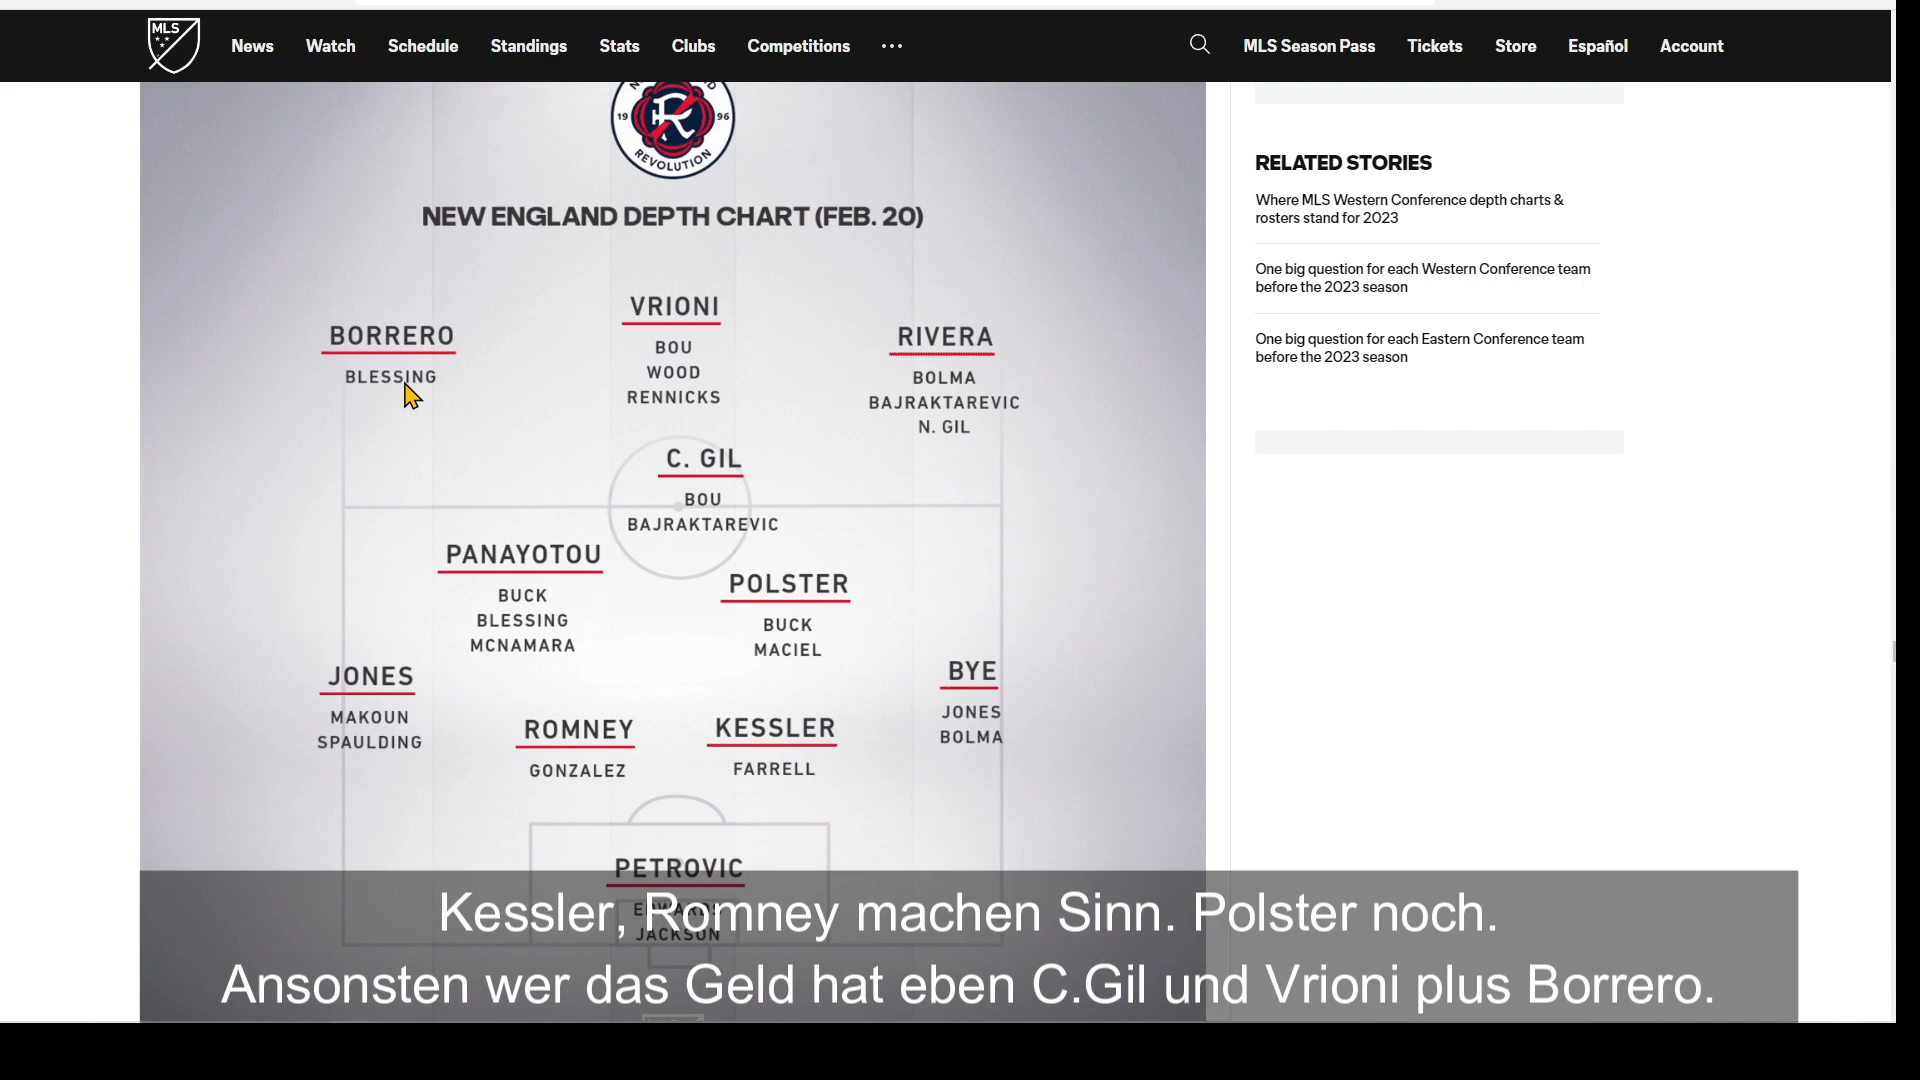 MLS
News Watch Schedule Standings Stats Clubs Competitions ... MLS Season Pass Tickets Store Español Account
19 96
REVOLUTION
NEW ENGLAND DEPTH CHART (FEB. 20)
BORRERO
BLESSING
VRIONI
BOU
WOOD
RENNICKS
RIVERA
BOLMA
BAJRAKTAREVIC
N. GIL
C. GIL
BOU
BAJRAKTAREVIC
PANAYOTOU
BUCK
BLESSING
MCNAMARA
POLSTER
BUCK
MACIEL
JONES
MAKOUN
SPAULDING
ROMNEY
GONZALEZ
KESSLER
FARRELL
BYE
JONES
BOLMA
PETROVIC
EDWARDS
JACKSON
RELATED STORIES
Where MLS Western Conference depth charts &
rosters stand for 2023
One big question for each Western Conference team
before the 2023 season
One big question for each Eastern Conference team
before the 2023 season
Kessler, Romney machen Sinn. Polster noch.
Ansonsten wer das Geld hat eben C.Gil und Vrioni plus Borrero.